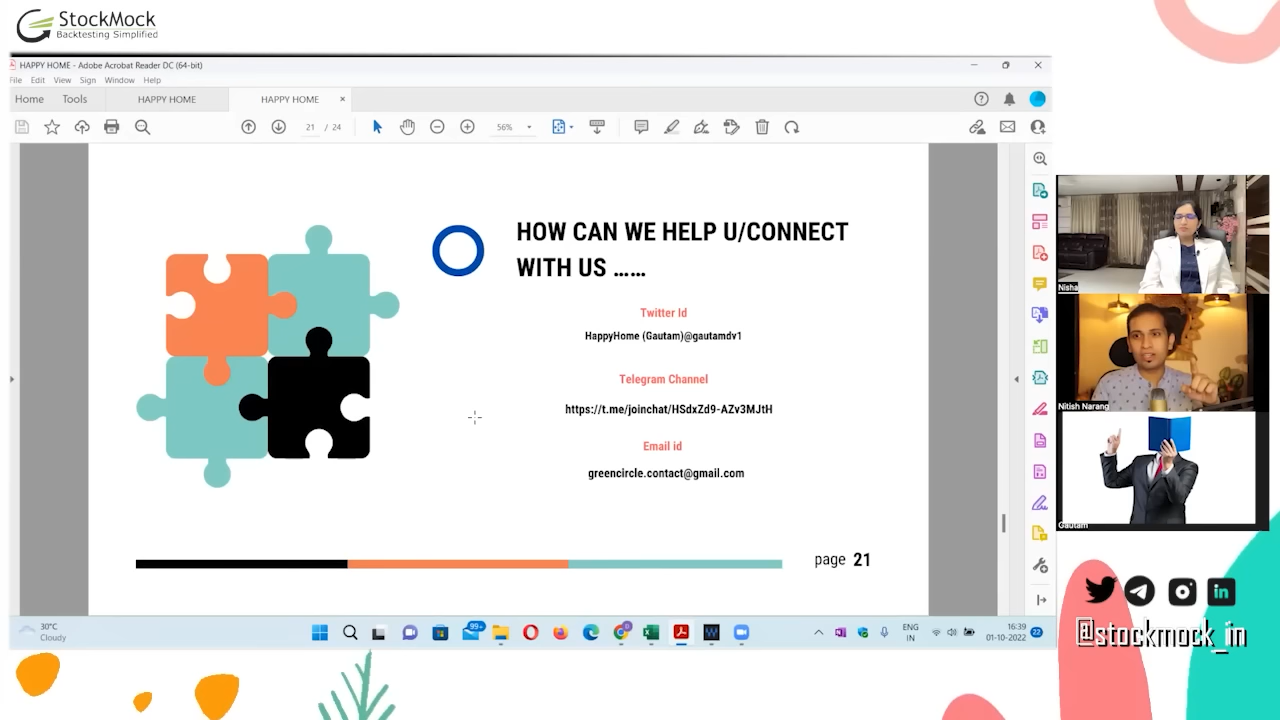 StockMock
Backtesting Simplified
HAPPY HOME - Adobe Acrobat Reader DC (64-bit)
File Edit View Sign Window Help
Home Tools HAPPY HOME HAPPY HOME ×
21 / 24 56%
HOW CAN WE HELP U/CONNECT
WITH US ......
Twitter Id
HappyHome (Gautam)@gautamdv1
Telegram Channel
https://t.me/joinchat/HSdxZd9-AZv3MJtH
Email id
greencircle.contact@gmail.com
page 21
Nisha
Nitish Narang
Gautam
30°C
Cloudy
99+
ENG
IN
16:39
01-10-2022
22
@stockmock_in